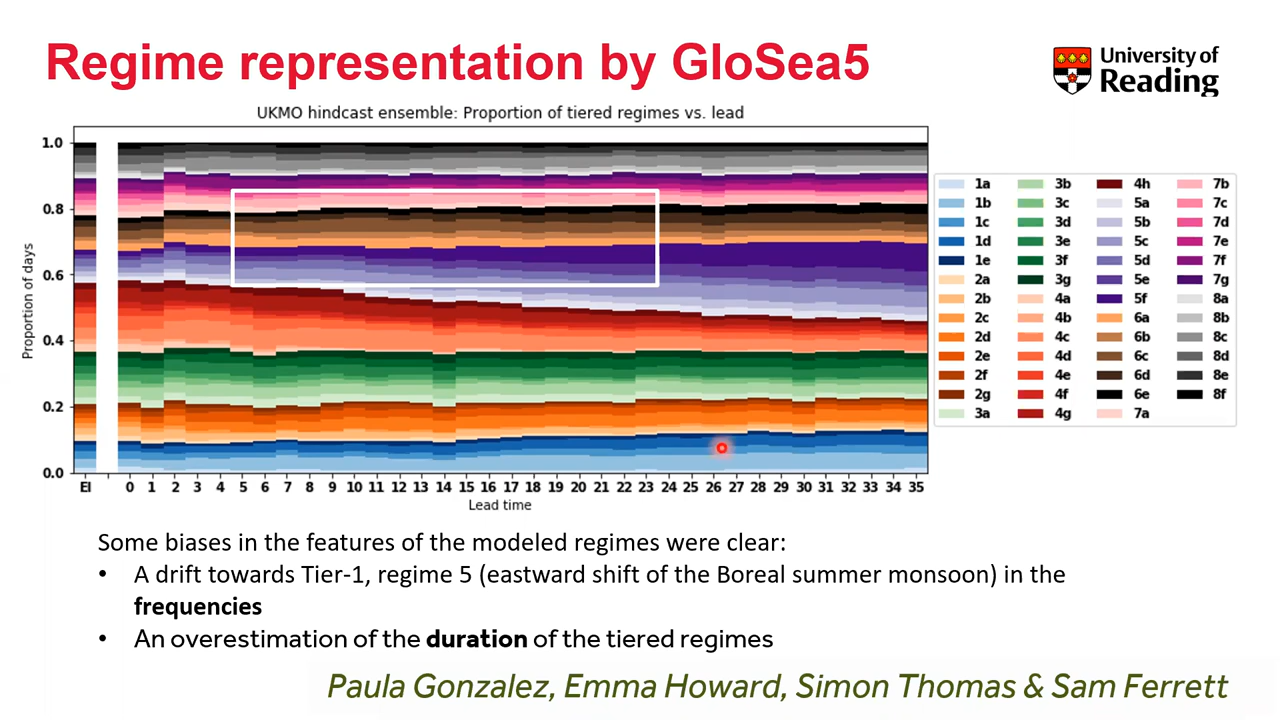 Regime representation by GloSea5
University of
Reading
UKMO hindcast ensemble: Proportion of tiered regimes vs. lead
1.0
0.8
0.6
0.4
0.2
0.0
Proportion of days
EI 0 1 2 3 4 5 6 7 8 9 10 11 12 13 14 15 16 17 18 19 20 21 22 23 24 25 26 27 28 29 30 31 32 33 34 35
Lead time
1a 3b 4h 7b
1b 3c 5a 7c
1c 3d 5b 7d
1d 3e 5c 7e
1e 3f 5d 7f
2a 3g 5e 7g
2b 4a 5f 8a
2c 4b 6a 8b
2d 4c 6b 8c
2e 4d 6c 8d
2f 4e 6d 8e
2g 4f 6e 8f
3a 4g 7a
Some biases in the features of the modeled regimes were clear:
• A drift towards Tier-1, regime 5 (eastward shift of the Boreal summer monsoon) in the
frequencies
• An overestimation of the duration of the tiered regimes
Paula Gonzalez, Emma Howard, Simon Thomas & Sam Ferrett